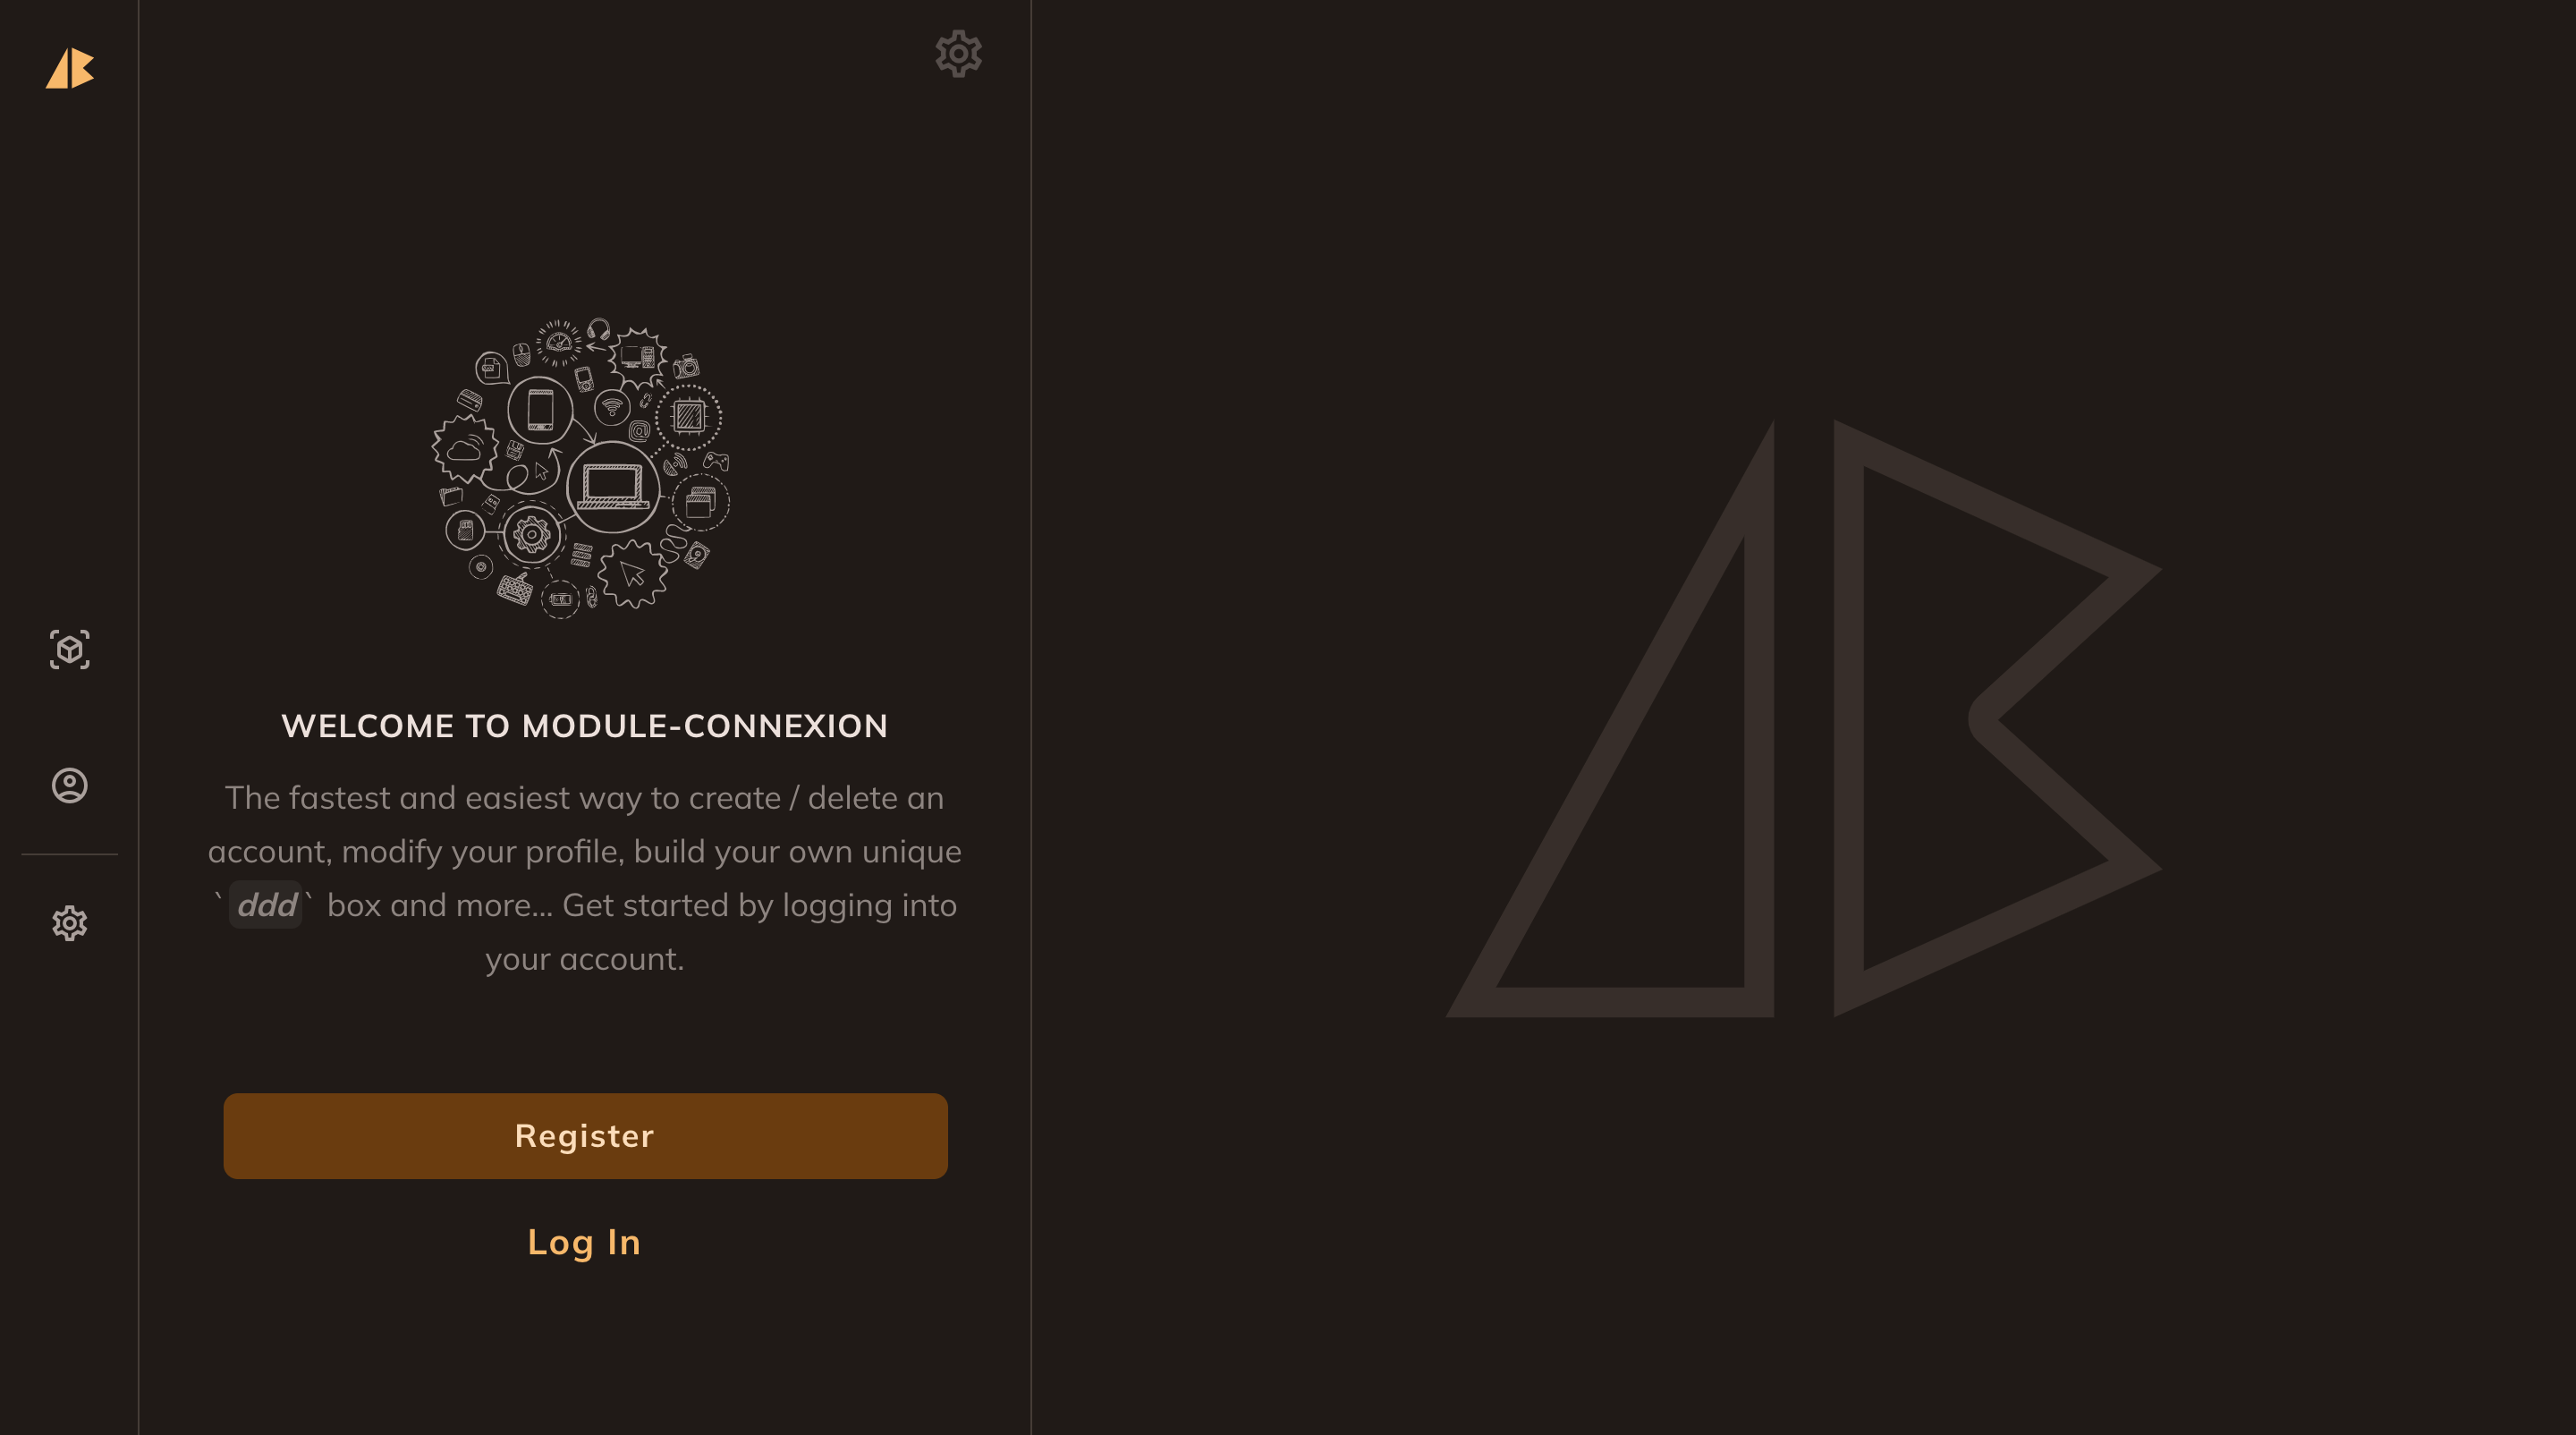 WELCOME TO MODULE-CONNEXION
The fastest and easiest way to create / delete an
account, modify your profile, build your own unique
` ddd ` box and more... Get started by logging into
your account.
Register
Log In